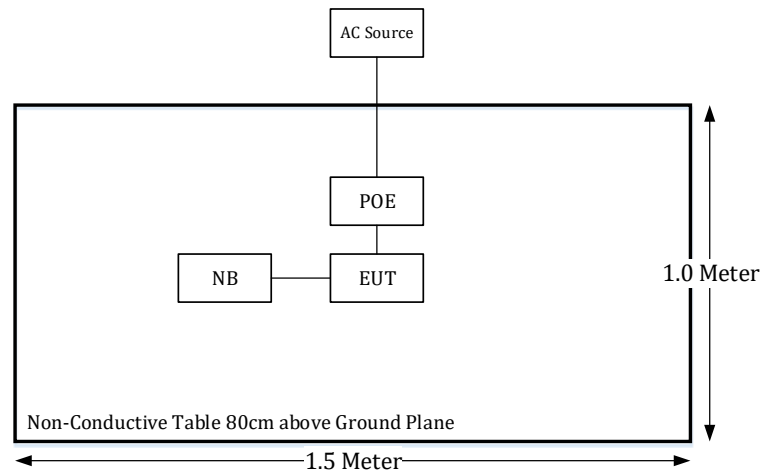 AC Source
POE
NB
EUT
1.0 Meter
Non-Conductive Table 80cm above Ground Plane
1.5 Meter